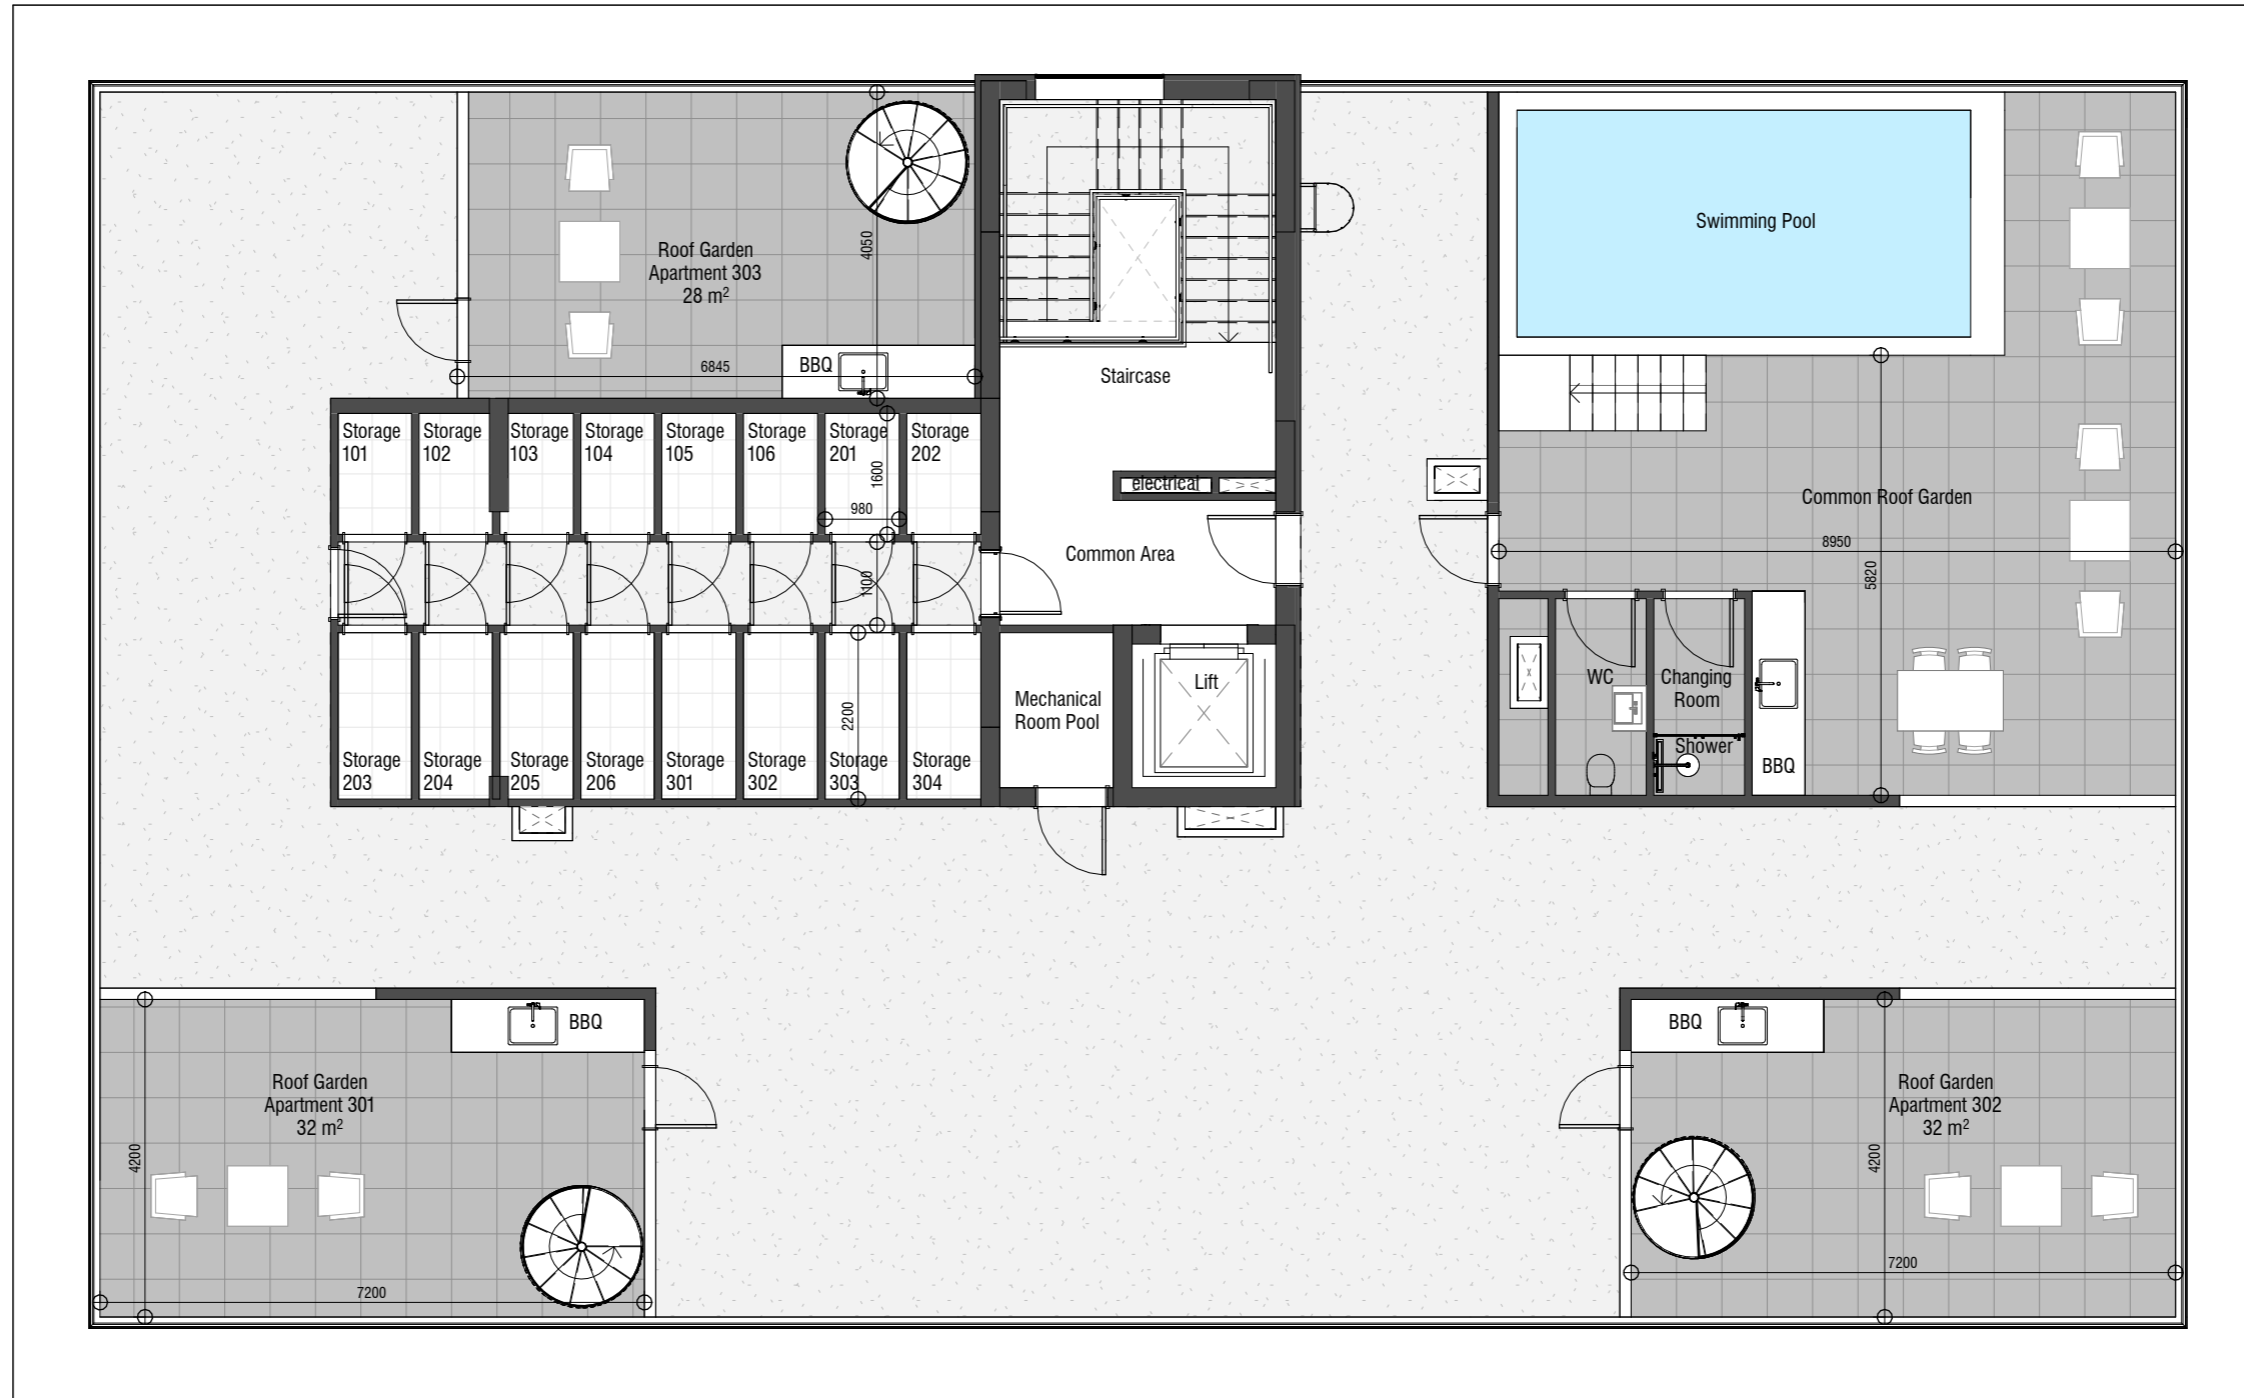 Roof Garden
Apartment 303
28 m²
4050
6845
BBQ
Staircase
Swimming Pool
Storage
101
Storage
102
Storage
103
Storage
104
Storage
105
Storage
106
Storage
201
Storage
202
1600
980
1100
electrical
Common Area
Common Roof Garden
8950
5820
Storage
203
Storage
204
Storage
205
Storage
206
Storage
301
Storage
302
Storage
303
Storage
304
2200
Mechanical
Room Pool
Lift
WC
Changing
Room
Shower
BBQ
BBQ
Roof Garden
Apartment 301
32 m²
4200
7200
BBQ
Roof Garden
Apartment 302
32 m²
4200
7200